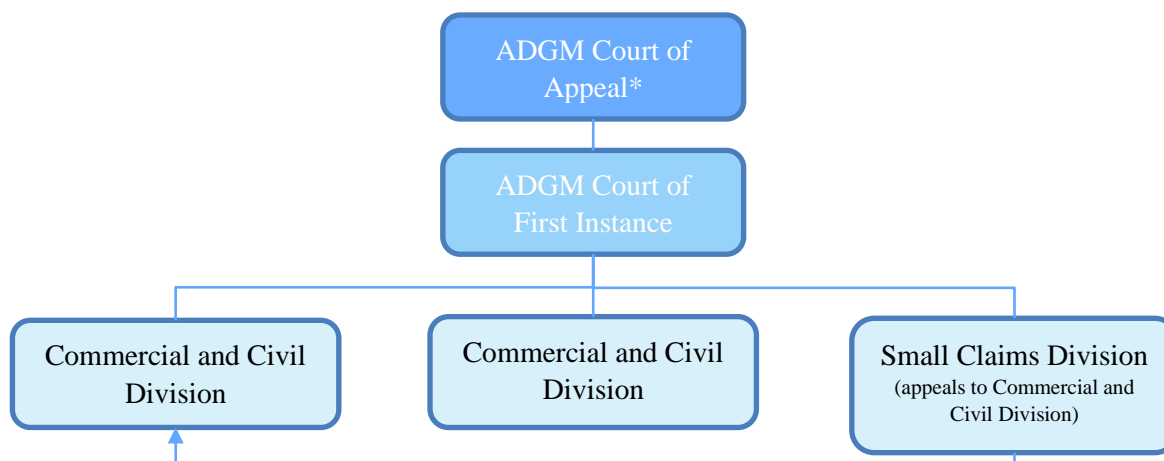 ADGM Court of
Appeal*
ADGM Court of
First Instance
Commercial and Civil
Division
Commercial and Civil
Division
Small Claims Division
(appeals to Commercial and
Civil Division)